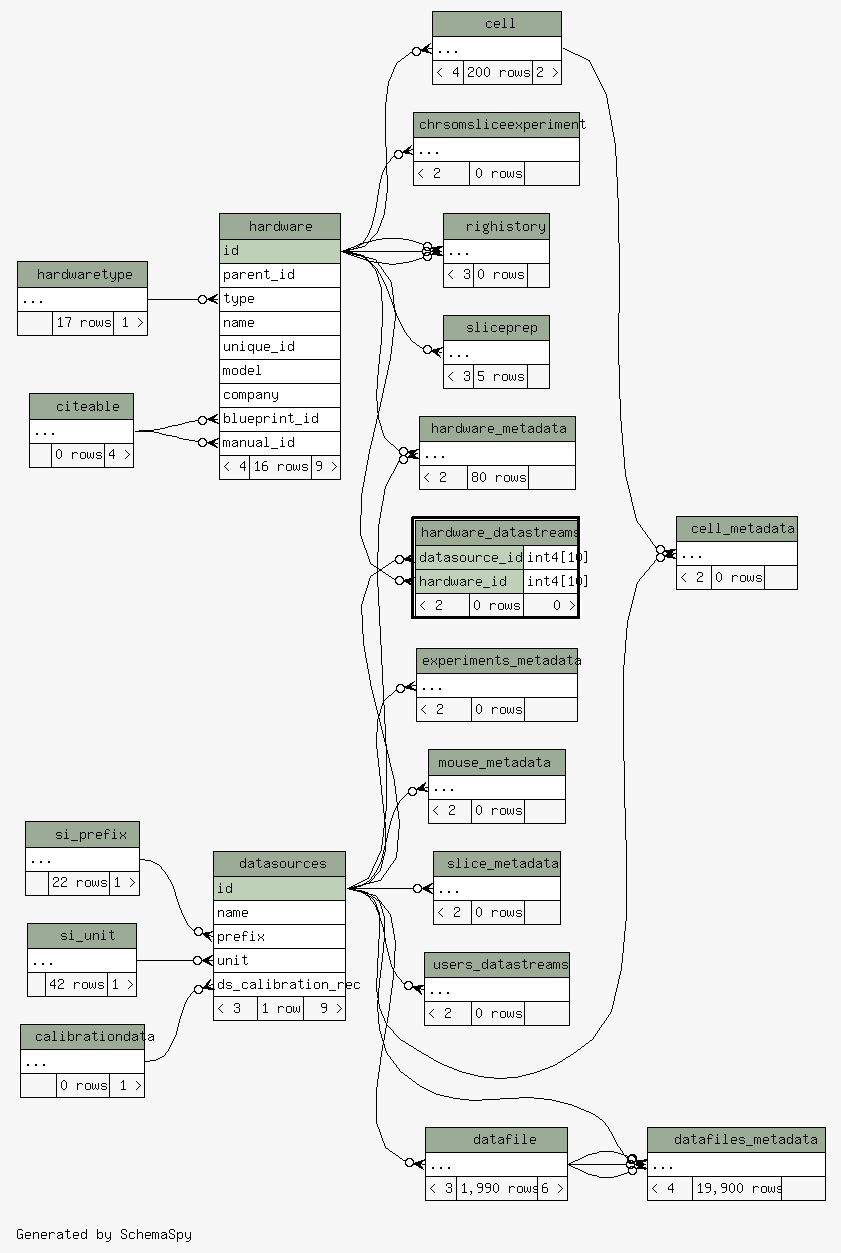 cell
...
< 4 200 rows 2 >
chrsomsliceexperiment
...
< 2 0 rows
hardware
id
parent_id
type
name
unique_id
model
company
blueprint_id
manual_id
< 4 16 rows 9 >
righistory
...
< 3 0 rows
hardwaretype
...
17 rows 1 >
sliceprep
...
< 3 5 rows
citeable
...
0 rows 4 >
hardware_metadata
...
< 2 80 rows
hardware_datastreams
datasource_id int4[10]
hardware_id int4[10]
< 2 0 rows 0 >
cell_metadata
...
< 2 0 rows
experiments_metadata
...
< 2 0 rows
mouse_metadata
...
< 2 0 rows
si_prefix
...
22 rows 1 >
datasources
id
name
prefix
unit
ds_calibration_rec
< 3 1 row 9 >
slice_metadata
...
< 2 0 rows
si_unit
...
42 rows 1 >
users_datastreams
...
< 2 0 rows
calibrationdata
...
0 rows 1 >
datafile
...
< 3 1,990 rows 6 >
datafiles_metadata
...
< 4 19,900 rows
Generated by SchemaSpy